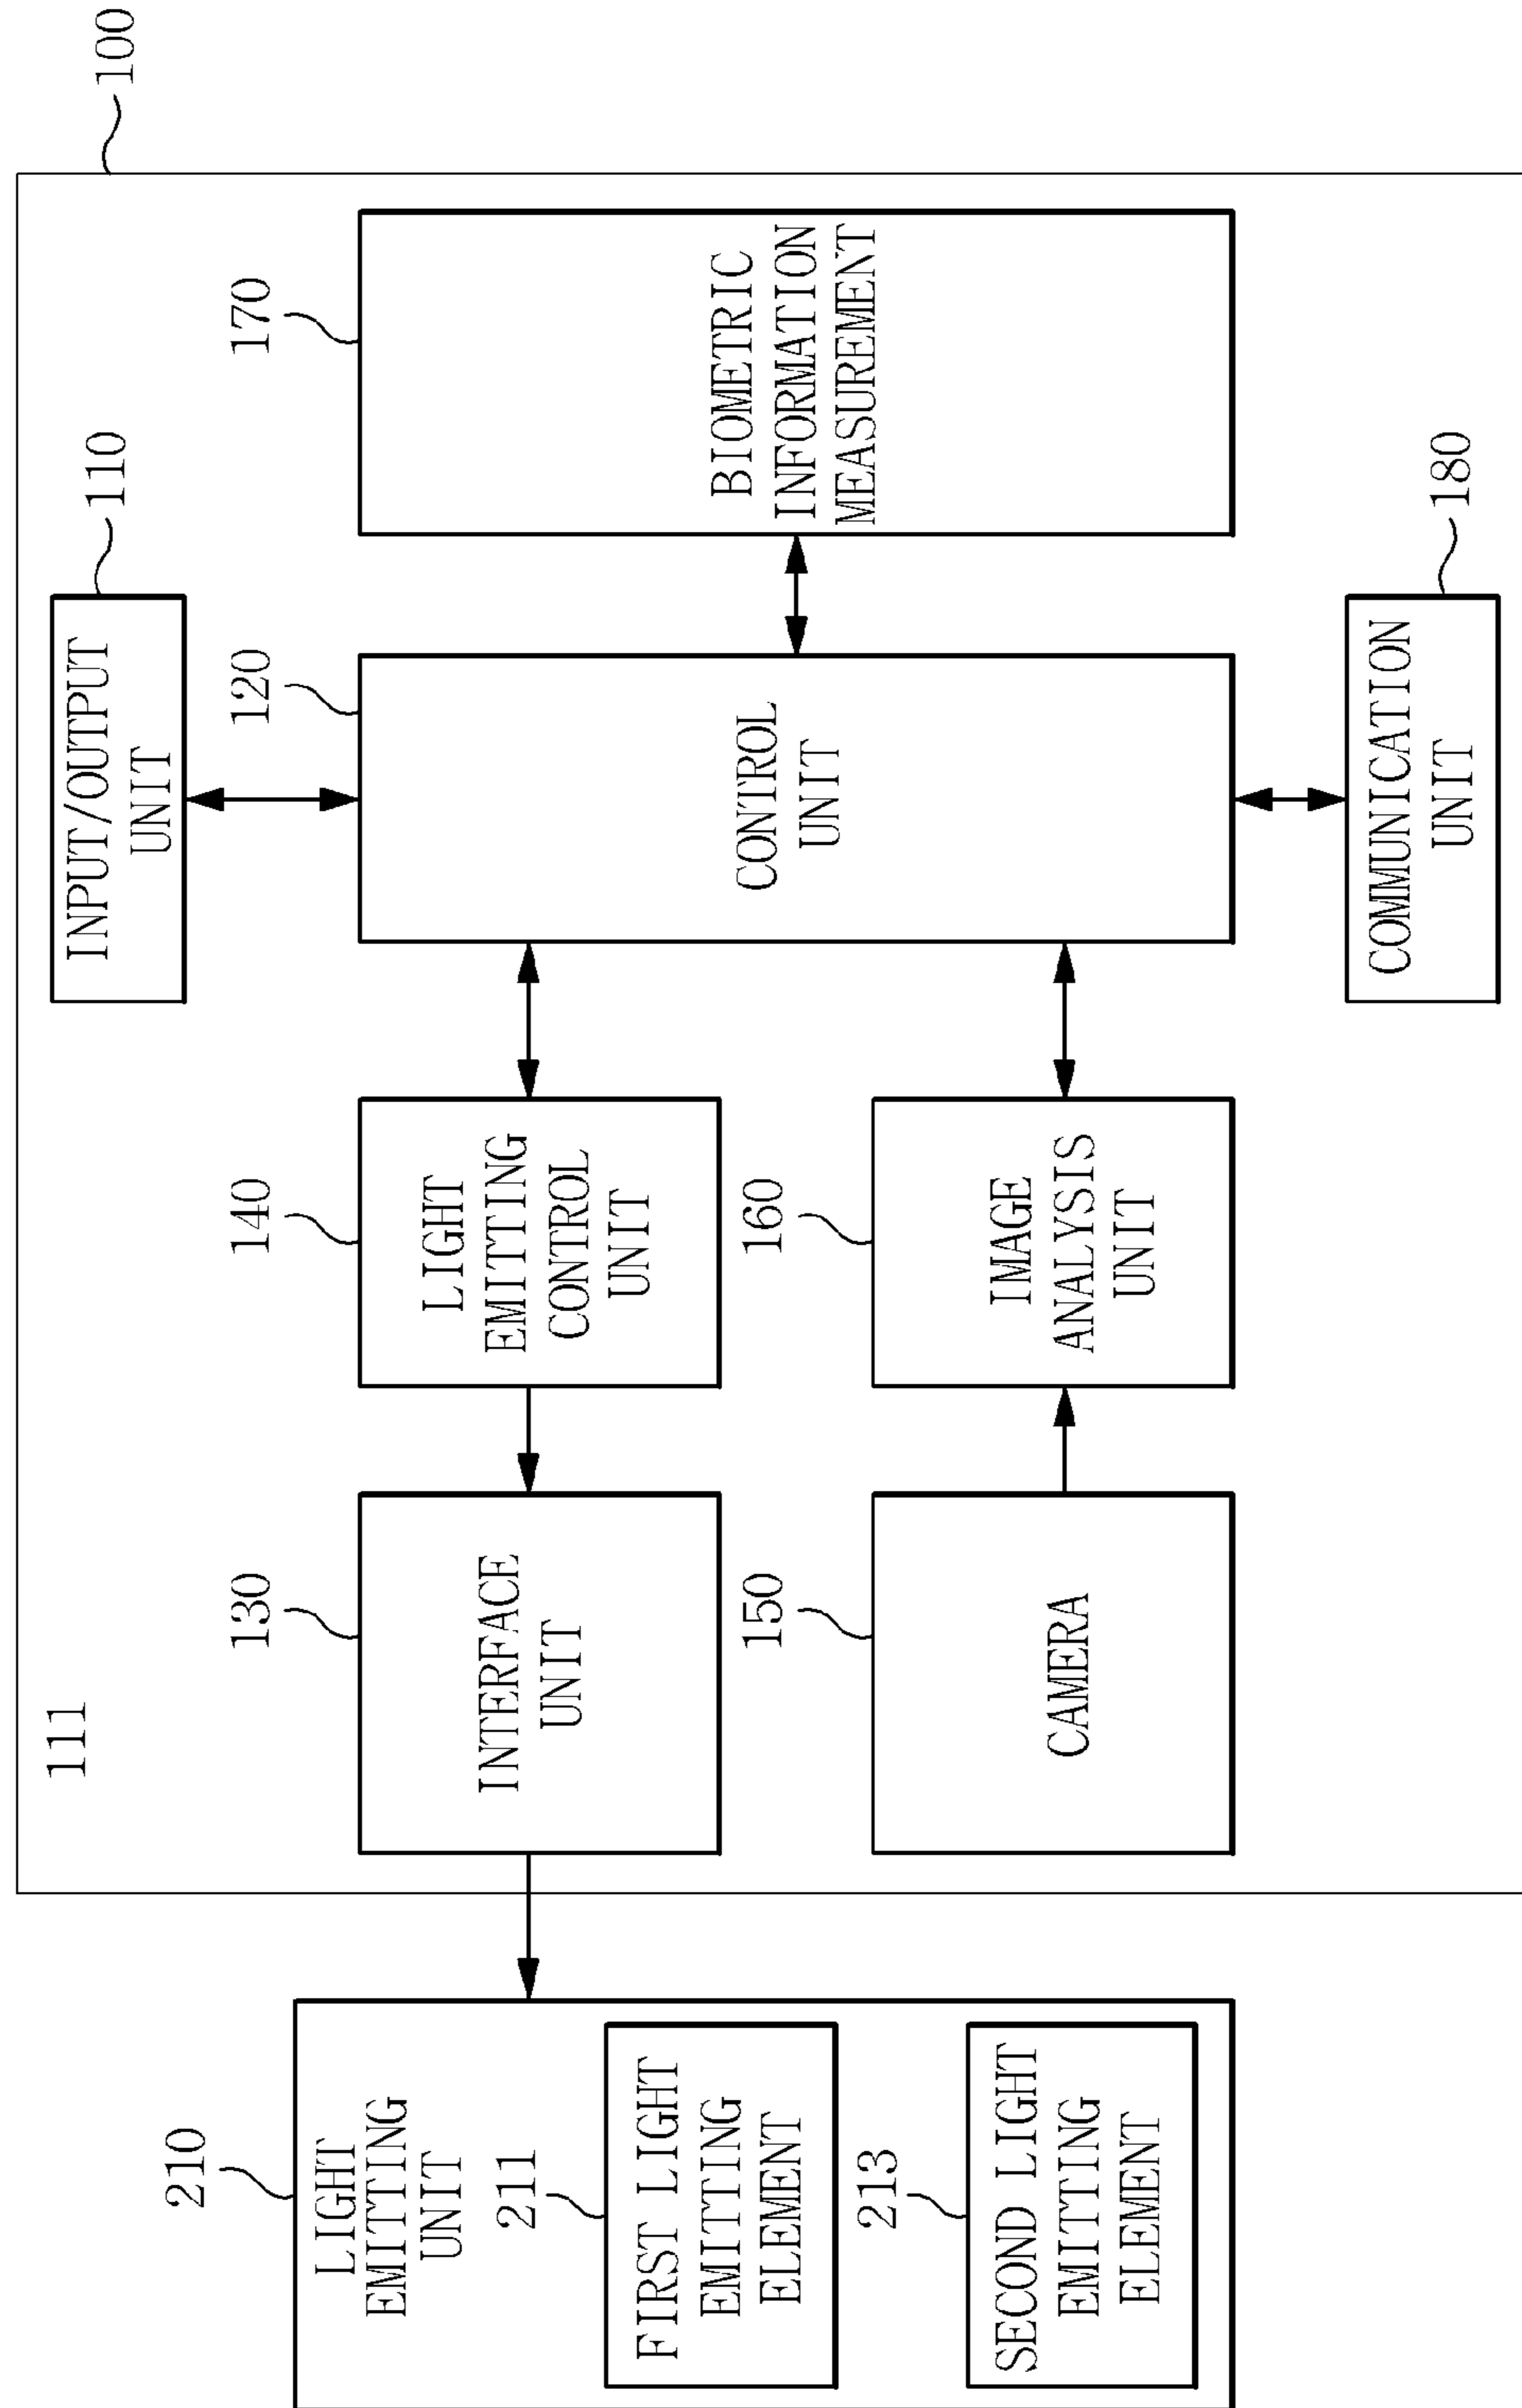 100
110
INPUT/OUTPUT
UNIT
111
210
LIGHT
EMITTING
UNIT
211
FIRST LIGHT
EMITTING
ELEMENT
213
SECOND LIGHT
EMITTING
ELEMENT
130
INTERFACE
UNIT
140
LIGHT
EMITTING
CONTROL
UNIT
120
CONTROL
UNIT
170
BIOMETRIC
INFORMATION
MEASUREMENT
150
CAMERA
160
IMAGE
ANALYSIS
UNIT
180
COMMUNICATION
UNIT